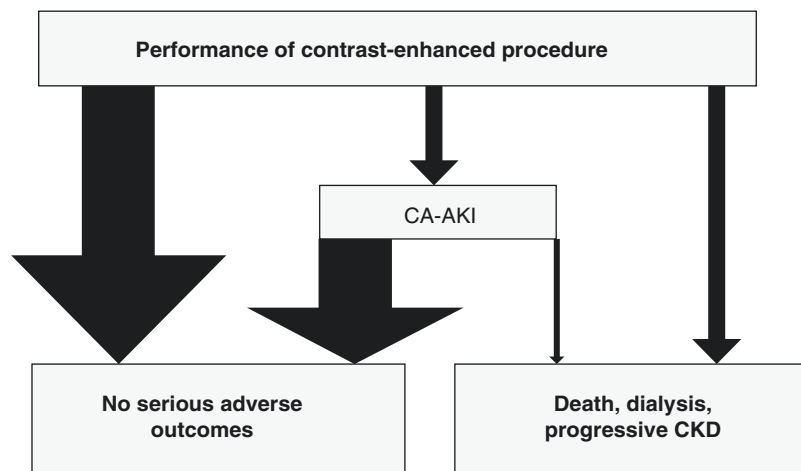 Performance of contrast-enhanced procedure
CA-AKI
No serious adverse
outcomes
Death, dialysis,
progressive CKD